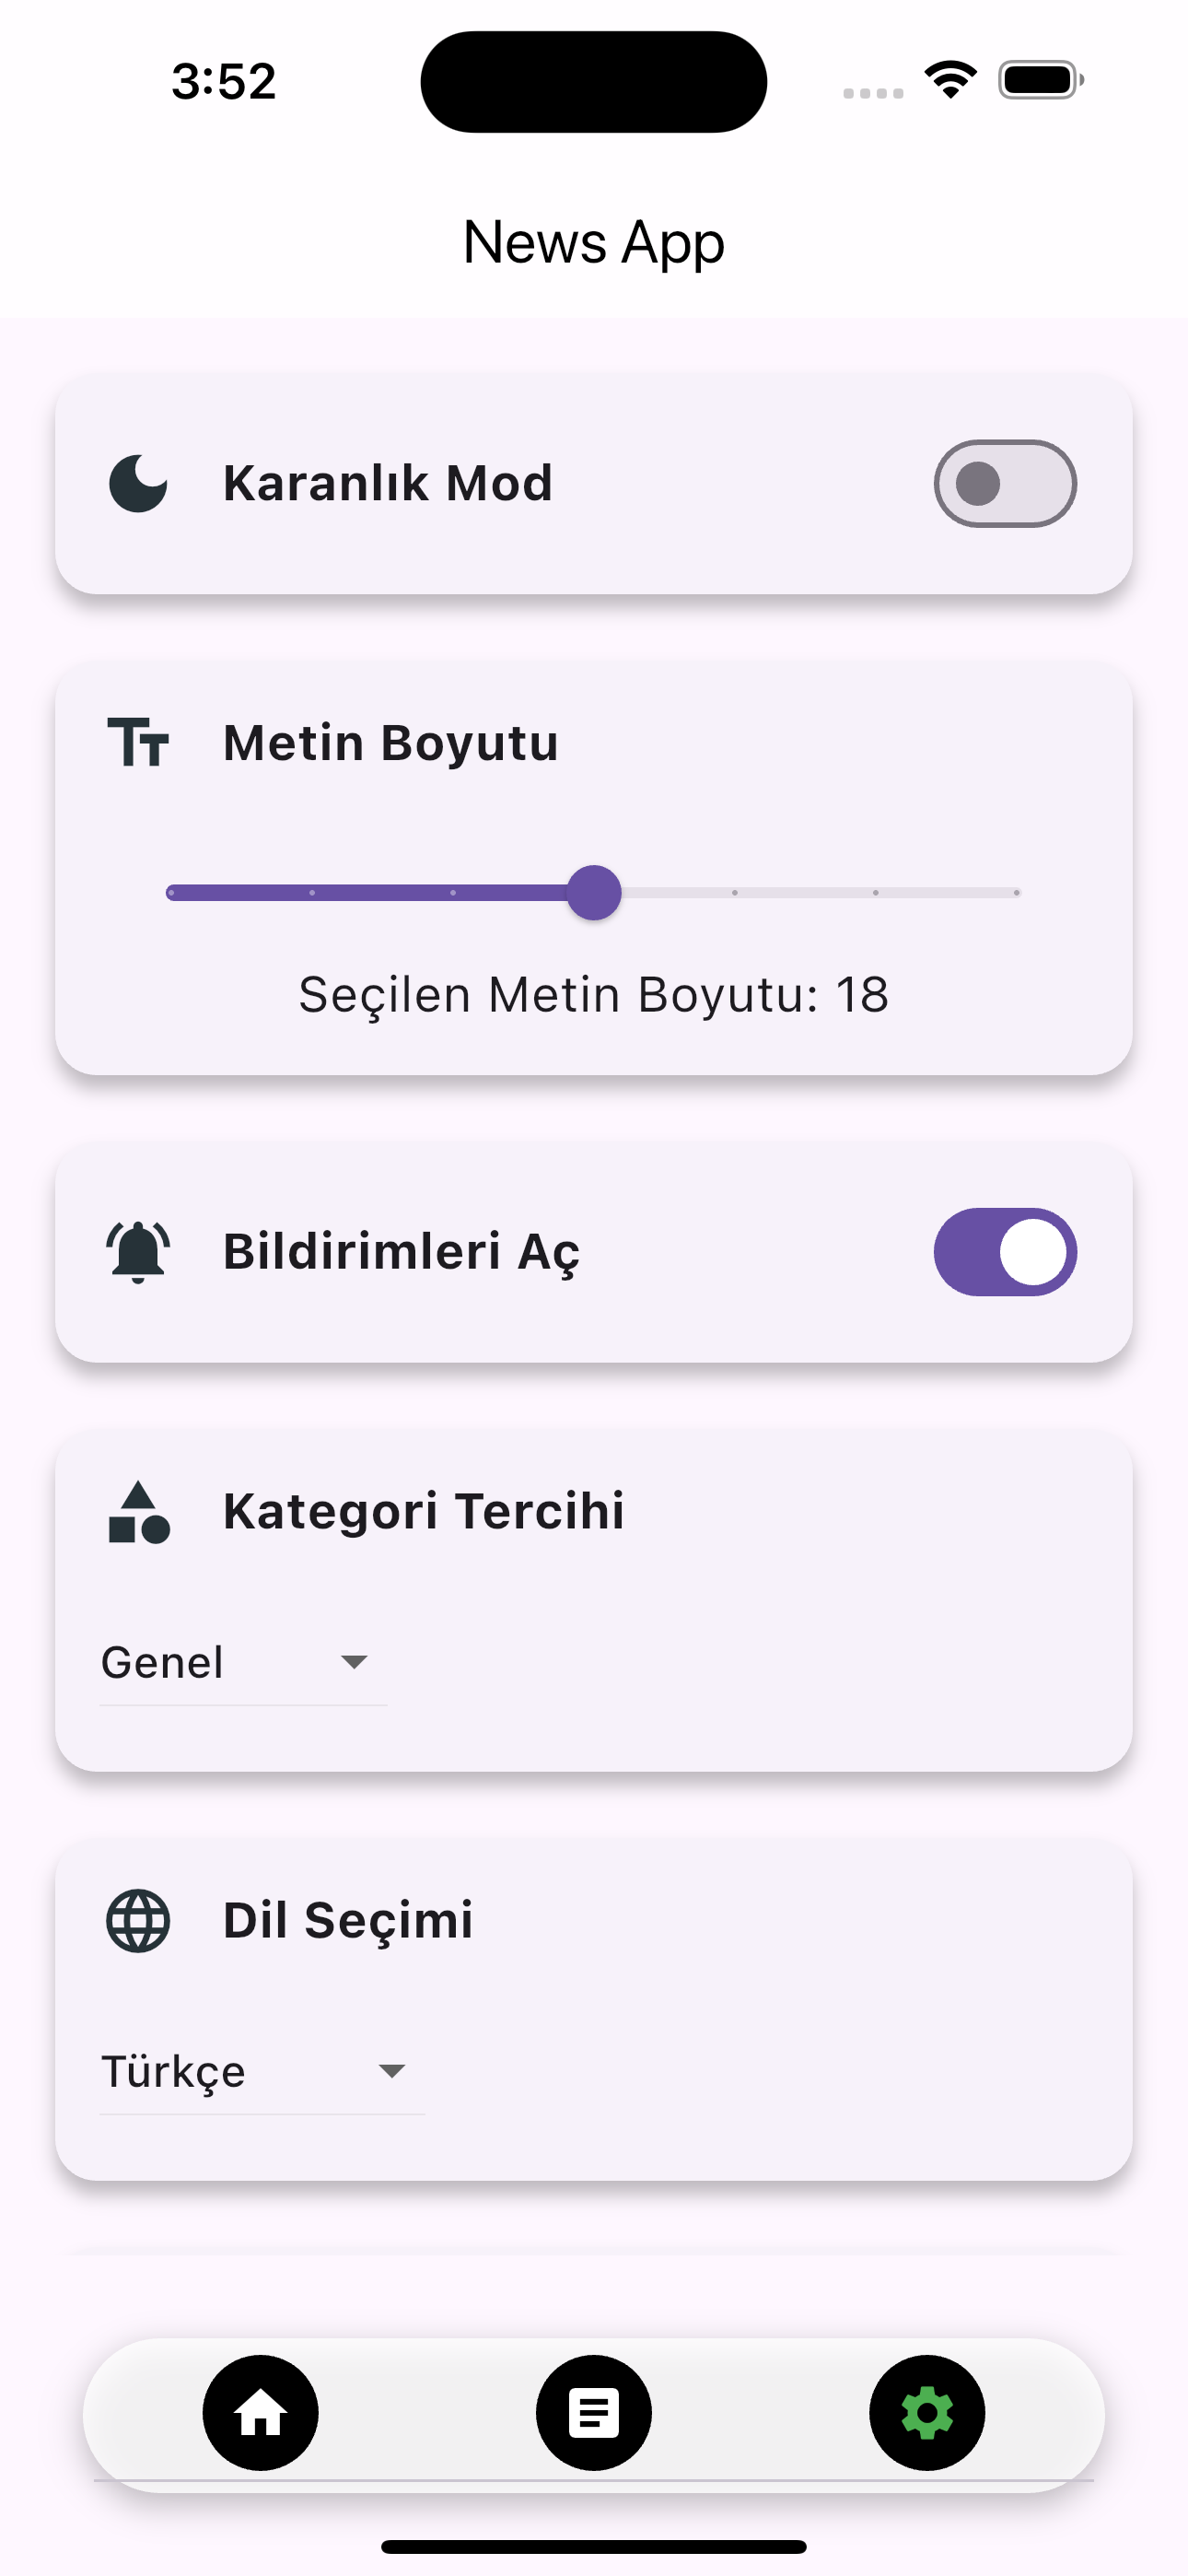 3:52
News App
Karanlık Mod
Metin Boyutu
Seçilen Metin Boyutu: 18
Bildirimleri Aç
Kategori Tercihi
Genel
Dil Seçimi
Türkçe